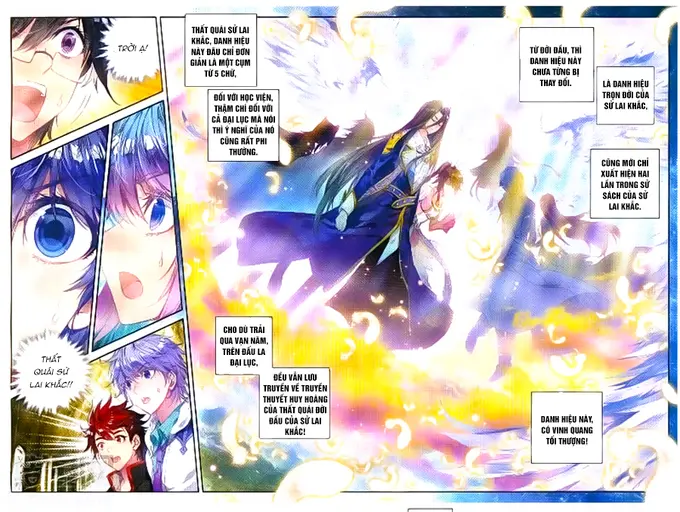 TRỜI Ạ!
THẤT QUÁI SỬ LAI
KHẮC, DANH HIỆU
NÀY ĐÂU CHỈ ĐƠN
GIẢN LÀ MỘT CỤM
TỪ 5 CHỮ,
ĐỐI VỚI HỌC VIỆN,
THẬM CHÍ ĐỐI VỚI
CẢ ĐẠI LỤC MÀ NÓI
THÌ Ý NGHĨ CỦA NÓ
CŨNG RẤT PHI
THƯỜNG.
TỪ ĐỜI ĐẦU, THÌ
DANH HIỆU NÀY
CHƯA TỪNG BỊ
THAY ĐỔI.
LÀ DANH HIỆU
TRỌN ĐỜI CỦA
SỬ LAI KHẮC,
CŨNG MỚI CHỈ
XUẤT HIỆN HAI
LẦN TRONG SỬ
SÁCH CỦA SỬ
LAI KHẮC.
THẤT
QUÁI SỬ
LAI KHẮC!!
CHO DÙ TRẢI
QUA VẠN NĂM,
TRÊN ĐẤU LA
ĐẠI LỤC,
ĐỀU VẪN LƯU
TRUYỀN VỀ TRUYỀN
THUYẾT HUY HOÀNG
CỦA THẤT QUÁI ĐỜI
ĐẦU CỦA SỬ LAI
KHẮC!
DANH HIỆU NÀY,
CÓ VINH QUANG
TỐI THƯỢNG!